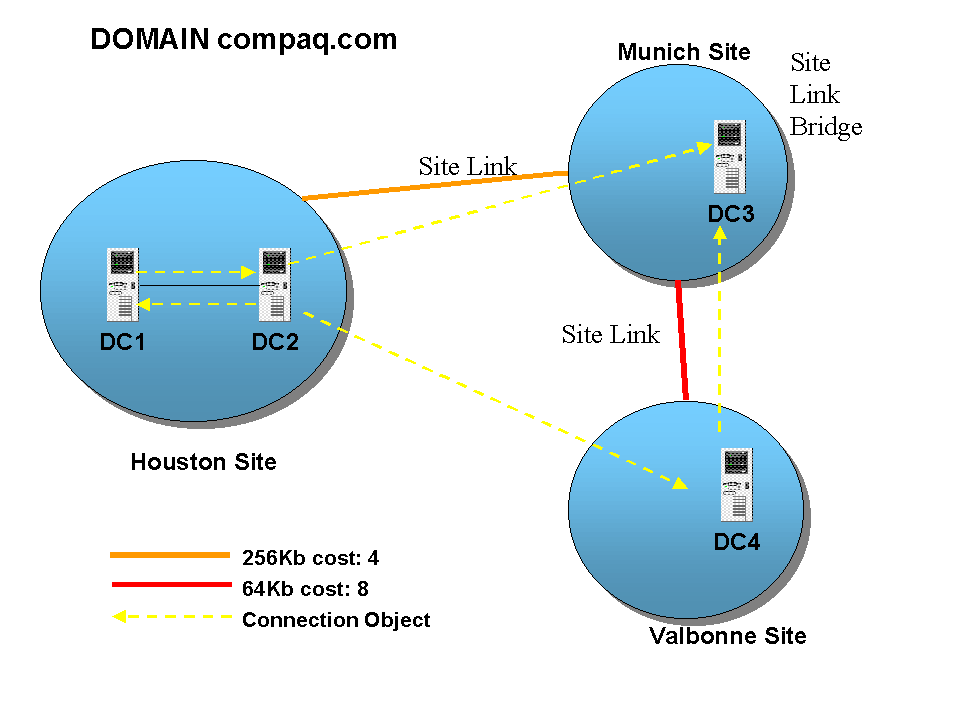 DOMAIN compaq.com
Munich Site
Site
Link
Bridge
Site Link
DC3
DC1
DC2
Site Link
Houston Site
DC4
256Kb cost: 4
64Kb cost: 8
Connection Object
Valbonne Site